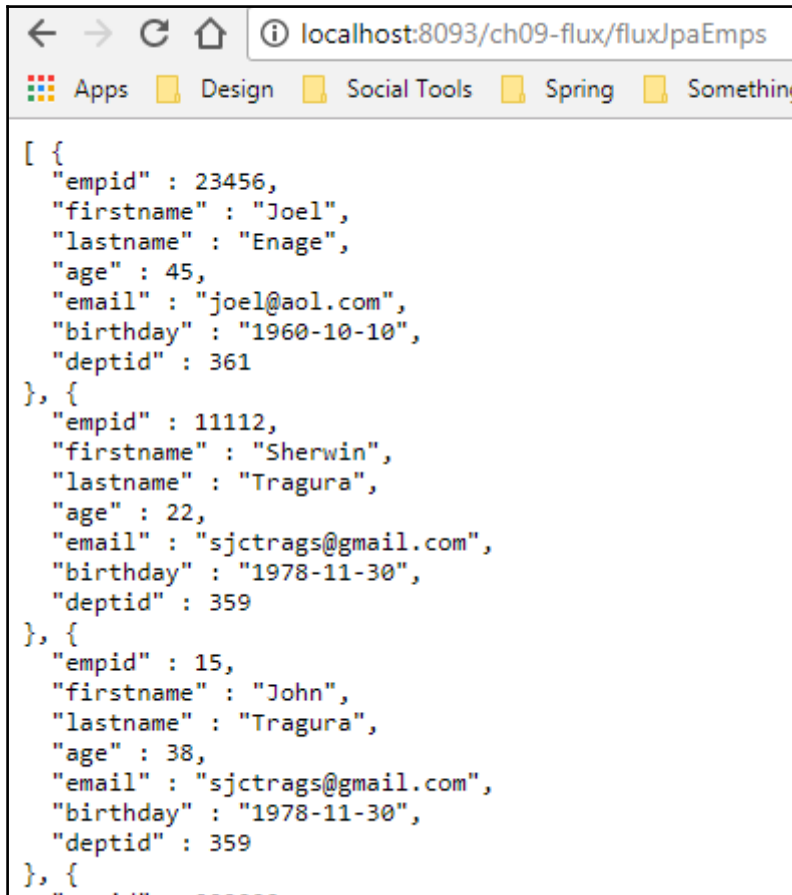 localhost:8093/ch09-flux/fluxJpaEmps
Apps Design Social Tools Spring
[ {
"empid" : 23456,
"firstname" : "Joel",
"lastname" : "Enage",
"age" : 45,
"email" : "joel@aol.com",
"birthday" : "1960-10-10",
"deptid" : 361
}, {
"empid" : 11112,
"firstname" : "Sherwin",
"lastname" : "Tragura",
"age" : 22,
"email" : "sjctrags@gmail.com",
"birthday" : "1978-11-30",
"deptid" : 359
}, {
"empid" : 15,
"firstname" : "John",
"lastname" : "Tragura",
"age" : 38,
"email" : "sjctrags@gmail.com",
"birthday" : "1978-11-30",
"deptid" : 359
}, {